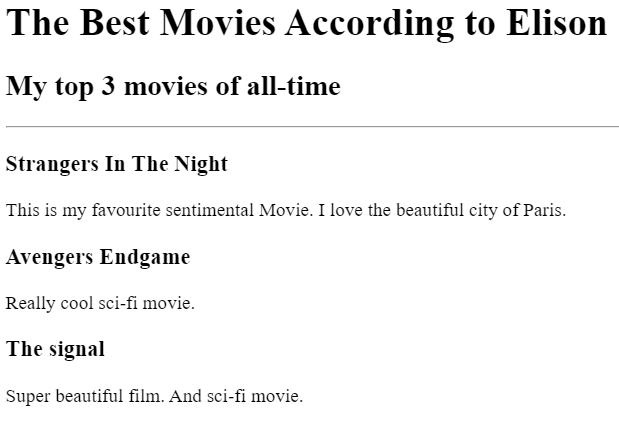 The Best Movies According to Elison
My top 3 movies of all-time
Strangers In The Night
This is my favourite sentimental Movie. I love the beautiful city of Paris.
Avengers Endgame
Really cool sci-fi movie.
The signal
Super beautiful film. And sci-fi movie.